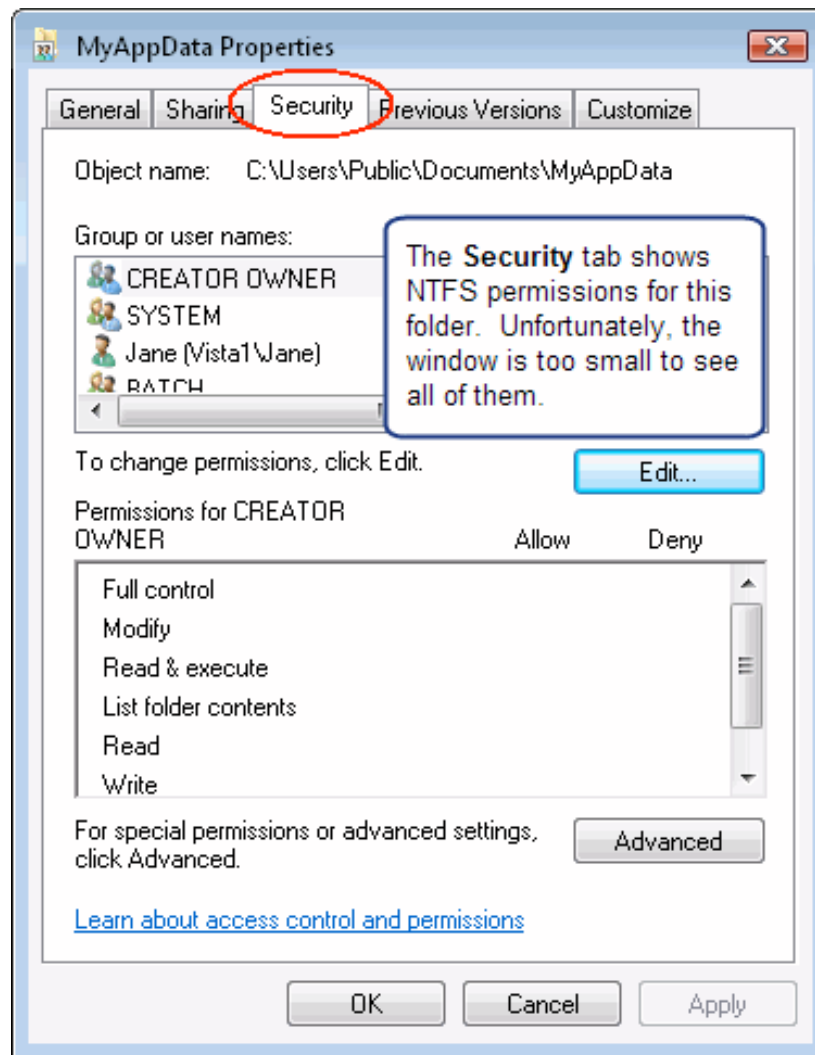 MyAppData Properties
General Sharing Security Previous Versions Customize
Object name: C:\Users\Public\Documents\MyAppData
Group or user names:
CREATOR OWNER
SYSTEM
Jane (Vista1\Jane)
BATCH
The Security tab shows
NTFS permissions for this
folder. Unfortunately, the
window is too small to see
all of them.
To change permissions, click Edit.
Edit...
Permissions for CREATOR
OWNER
Allow Deny
Full control
Modify
Read & execute
List folder contents
Read
Write
For special permissions or advanced settings,
click Advanced.
Advanced
Learn about access control and permissions
OK Cancel Apply